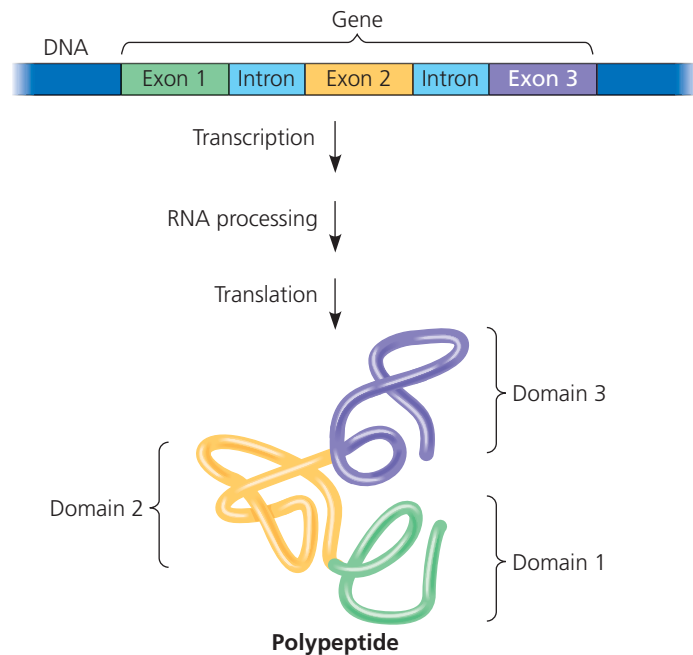 Gene
DNA
Exon 1 Intron Exon 2 Intron Exon 3
Transcription
RNA processing
Translation
Domain 3
Domain 2
Domain 1
Polypeptide